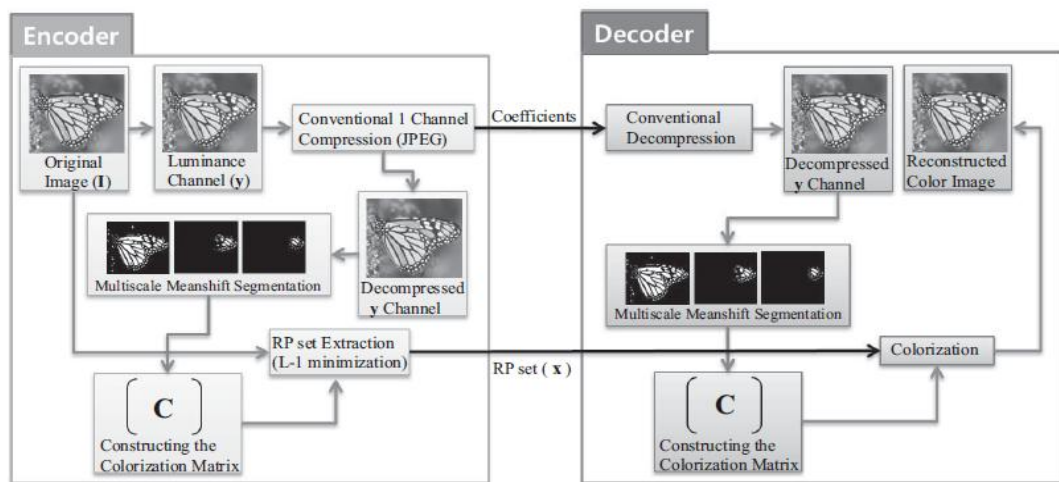 Encoder
Original
Image (I)
Luminance
Channel (y)
Conventional 1 Channel
Compression (JPEG)
Multiscale Meanshift Segmentation
Decompressed
y Channel
RP set Extraction
(L-1 minimization)
C
Constructing the
Colorization Matrix
Coefficients
RP set ( x )
Decoder
Conventional
Decompression
Decompressed
y Channel
Reconstructed
Color Image
Multiscale Meanshift Segmentation
Colorization
C
Constructing the
Colorization Matrix